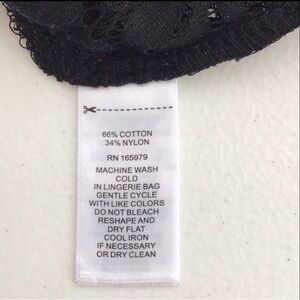 66% COTTON
34% NYLON
RN 165979
MACHINE WASH
COLD
IN LINGERIE BAG
GENTLE CYCLE
WITH LIKE COLORS
DO NOT BLEACH
RESHAPE AND
DRY FLAT
COOL IRON
IF NECESSARY
OR DRY CLEAN